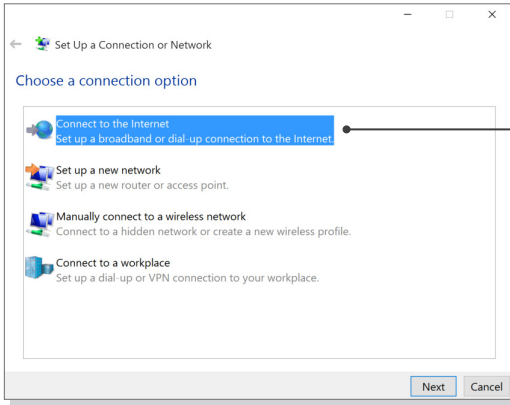 Set Up a Connection or Network
Choose a connection option
Connect to the Internet
Set up a broadband or dial-up connection to the Internet.
Set up a new network
Set up a new router or access point.
Manually connect to a wireless network
Connect to a hidden network or create a new wireless profile.
Connect to a workplace
Set up a dial-up or VPN connection to your workplace.
Next Cancel